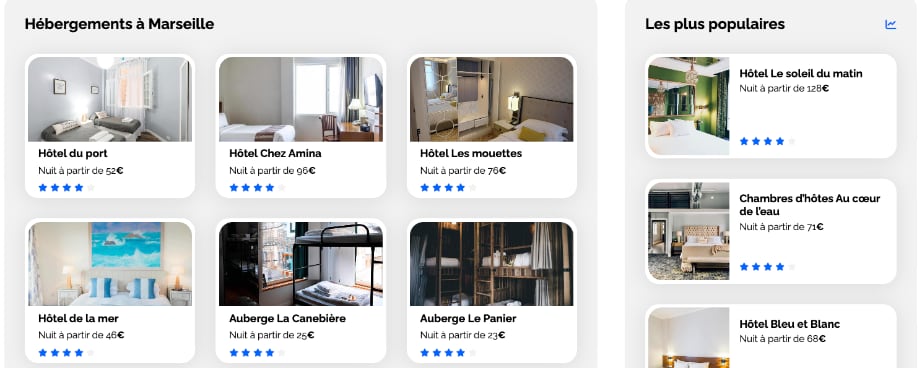 Hébergements à Marseille
Hôtel du port
Nuit à partir de 52€
Hôtel Chez Amina
Nuit à partir de 96€
Hôtel Les mouettes
Nuit à partir de 76€
Hôtel de la mer
Nuit à partir de 46€
Auberge La Canebière
Nuit à partir de 25€
Auberge Le Panier
Nuit à partir de 23€
Les plus populaires
Hôtel Le soleil du matin
Nuit à partir de 128€
Chambres d'hôtes Au cœur
de l'eau
Nuit à partir de 71€
Hôtel Bleu et Blanc
Nuit à partir de 68€